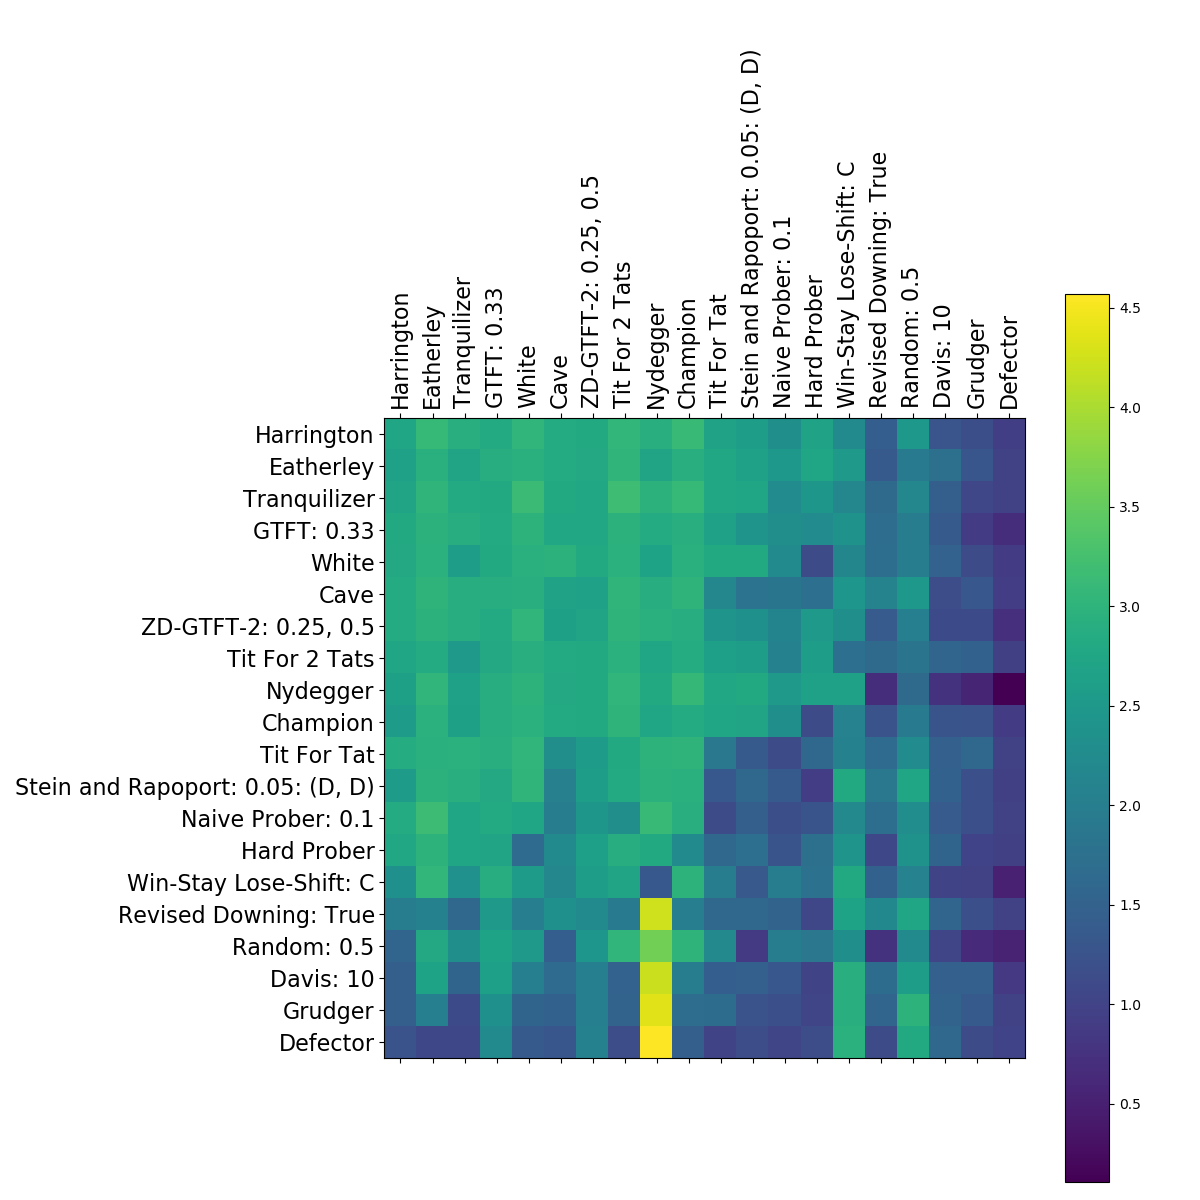 Harrington
Eatherley
Tranquilizer
GTFT: 0.33
White
Cave
ZD-GTFT-2: 0.25, 0.5
Tit For 2 Tats
Nydegger
Champion
Tit For Tat
Stein and Rapoport: 0.05: (D, D)
Naive Prober: 0.1
Hard Prober
Win-Stay Lose-Shift: C
Revised Downing: True
Random: 0.5
Davis: 10
Grudger
Defector
Harrington
Eatherley
Tranquilizer
GTFT: 0.33
White
Cave
ZD-GTFT-2: 0.25, 0.5
Tit For 2 Tats
Nydegger
Champion
Tit For Tat
Stein and Rapoport: 0.05: (D, D)
Naive Prober: 0.1
Hard Prober
Win-Stay Lose-Shift: C
Revised Downing: True
Random: 0.5
Davis: 10
Grudger
Defector
4.5
4.0
3.5
3.0
2.5
2.0
1.5
1.0
0.5